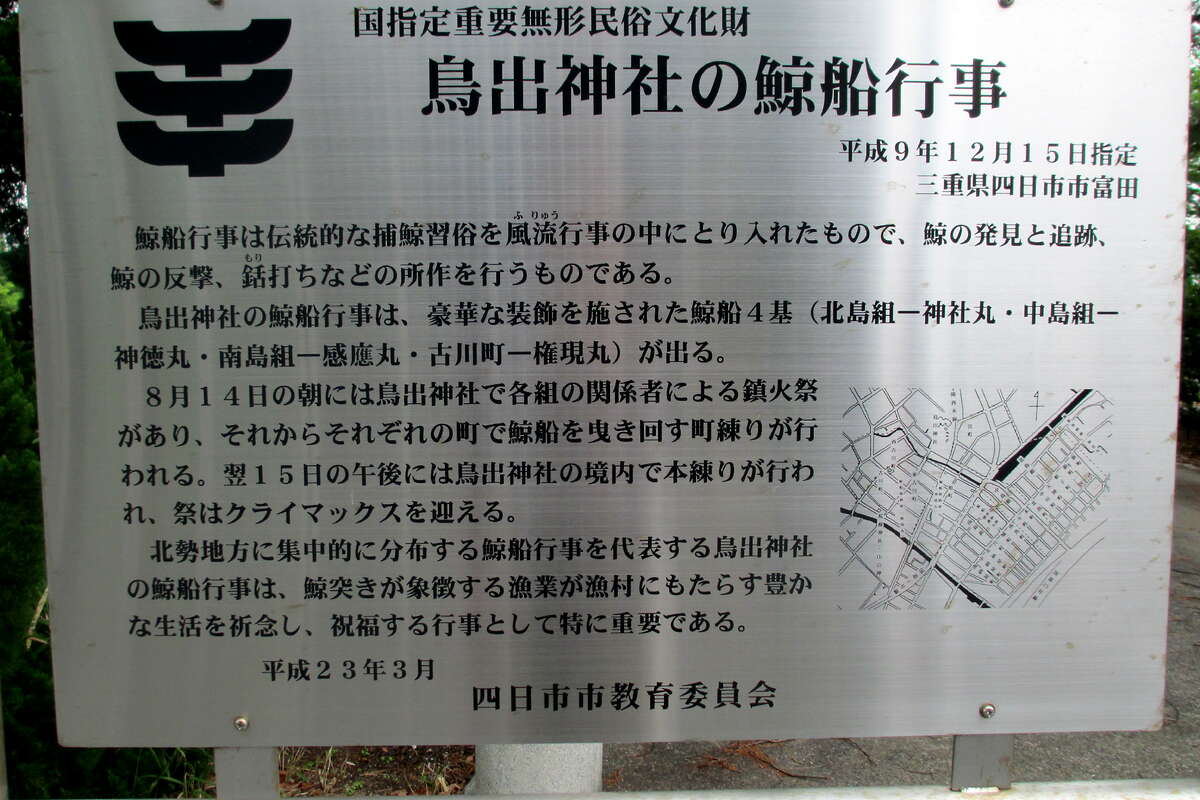 国指定重要無形民俗文化財
鳥出神社の鯨船行事
平成９年１２月１５日指定
三重県四日市市富田
鯨船行事は伝統的な捕鯨習俗を風流行事の中にとり入れたもので、鯨の発見と追跡、
ふ りゅう
鯨の反撃、銛打ちなどの所作を行うものである。
もり
鳥出神社の鯨船行事は、豪華な装飾を施された鯨船４基（北島組－神社丸・中島組－
神徳丸・南島組－感應丸・古川町－権現丸）が出る。
８月１４日の朝には鳥出神社で各組の関係者による鎮火祭
があり、それからそれぞれの町で鯨船を曳き回す町練りが行
われる。翌１５日の午後には鳥出神社の境内で本練りが行わ
れ、祭はクライマックスを迎える。
北勢地方に集中的に分布する鯨船行事を代表する鳥出神社
の鯨船行事は、鯨突きが象徴する漁業が漁村にもたらす豊か
な生活を祈念し、祝福する行事として特に重要である。
平成２３年３月
四日市市教育委員会